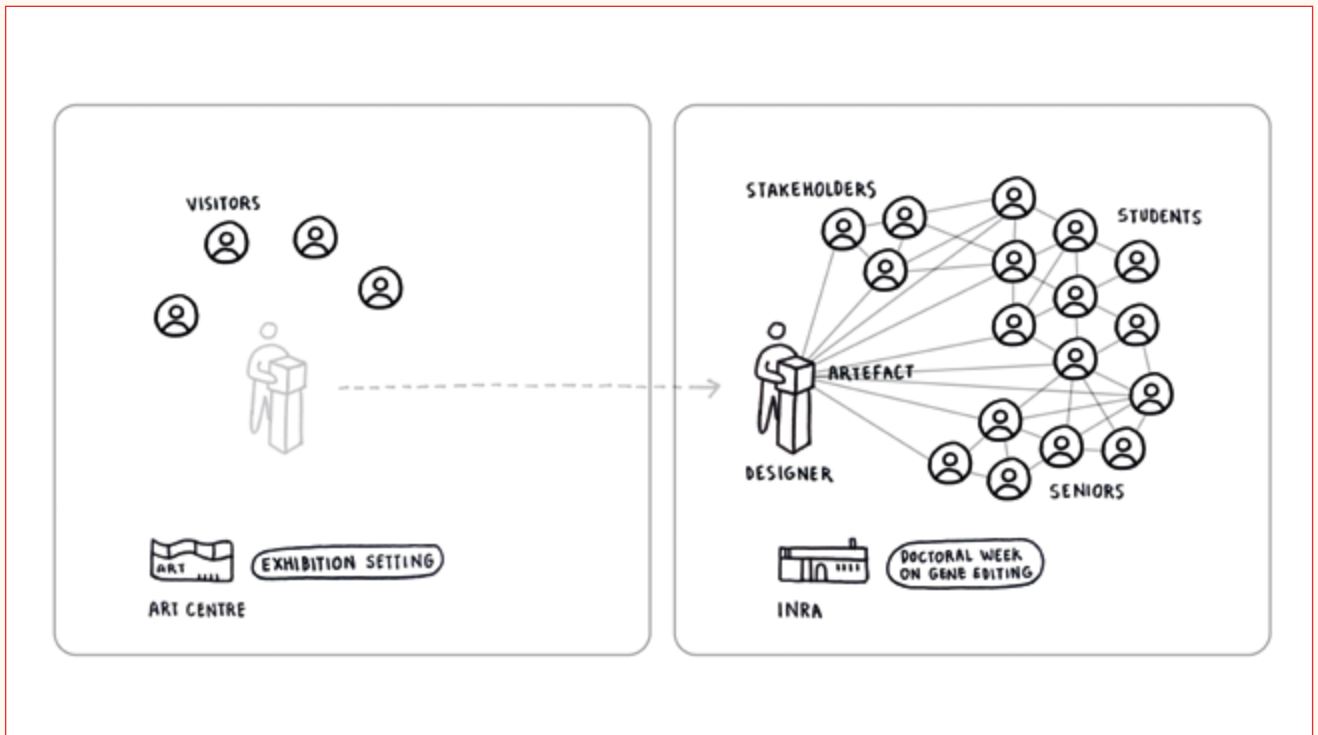 VISITORS
ART
EXHIBITION SETTING
ART CENTRE
STAKEHOLDERS
STUDENTS
ARTEFACT
DESIGNER
SENIORS
DOCTORAL WEEK
ON GENE EDITING
INRA